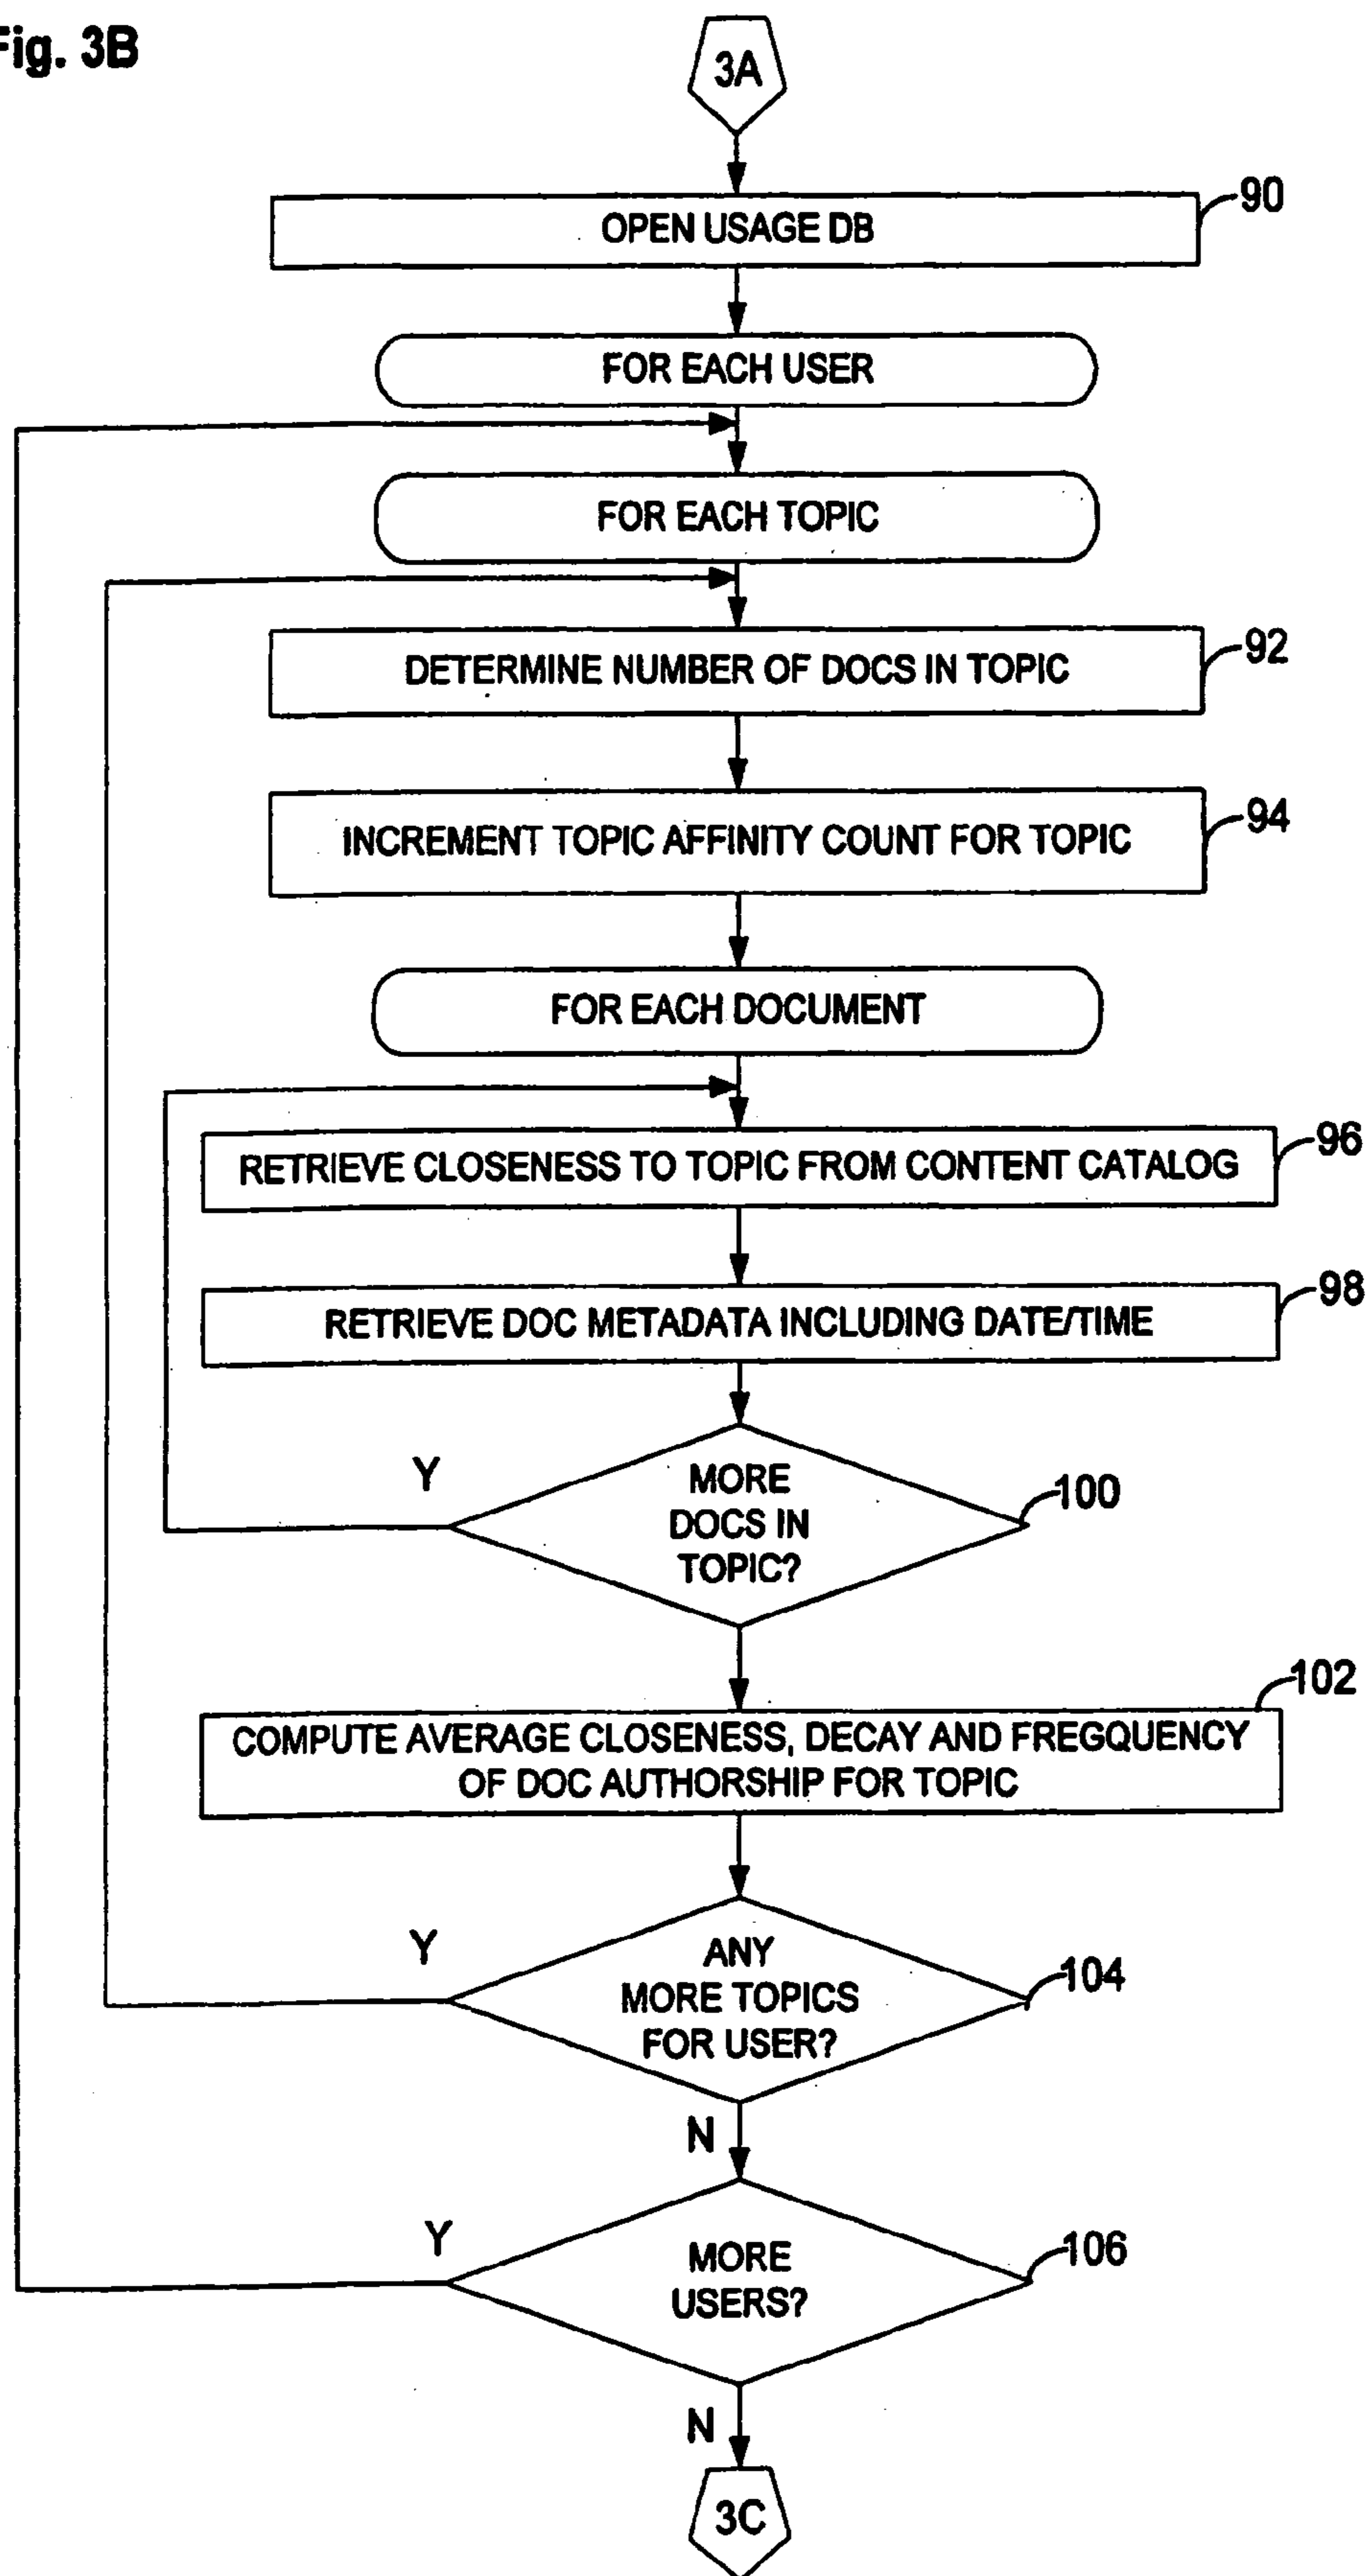 Fig. 3B
3A
OPEN USAGE DB
90
FOR EACH USER
FOR EACH TOPIC
DETERMINE NUMBER OF DOCS IN TOPIC
92
INCREMENT TOPIC AFFINITY COUNT FOR TOPIC
94
FOR EACH DOCUMENT
RETRIEVE CLOSENESS TO TOPIC FROM CONTENT CATALOG
96
RETRIEVE DOC METADATA INCLUDING DATE/TIME
98
Y
MORE
DOCS IN
TOPIC?
100
102
COMPUTE AVERAGE CLOSENESS, DECAY AND FREGQUENCY
OF DOC AUTHORSHIP FOR TOPIC
Y
ANY
MORE TOPICS
FOR USER?
104
N
Y
MORE
USERS?
106
N
3C